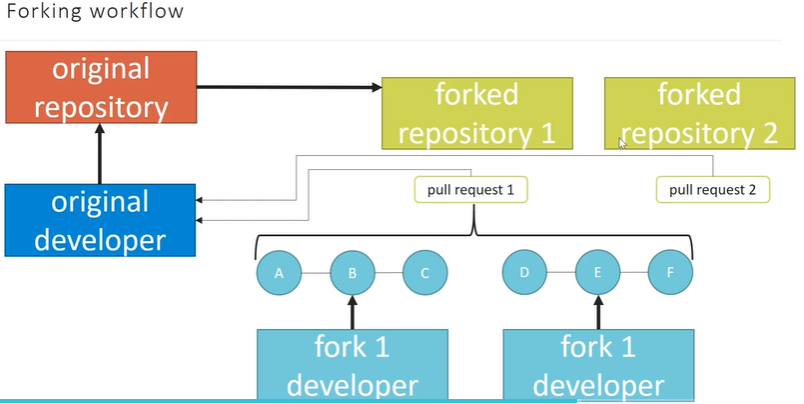 Forking workflow
original
repository
forked
repository 1
forked
repository 2
original
developer
pull request 1
pull request 2
A
B
C
D
E
F
fork 1
developer
fork 1
developer